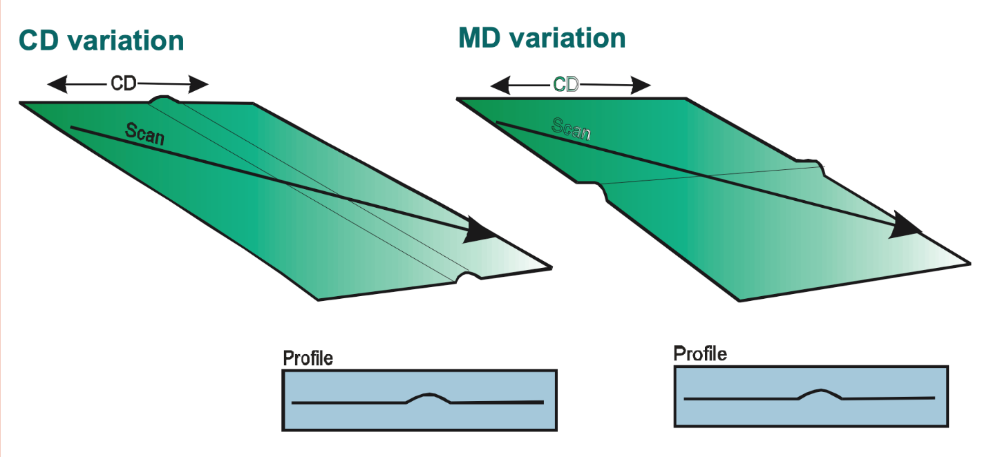 CD variation
CD
Scan
Profile
MD variation
CD
Scan
Profile